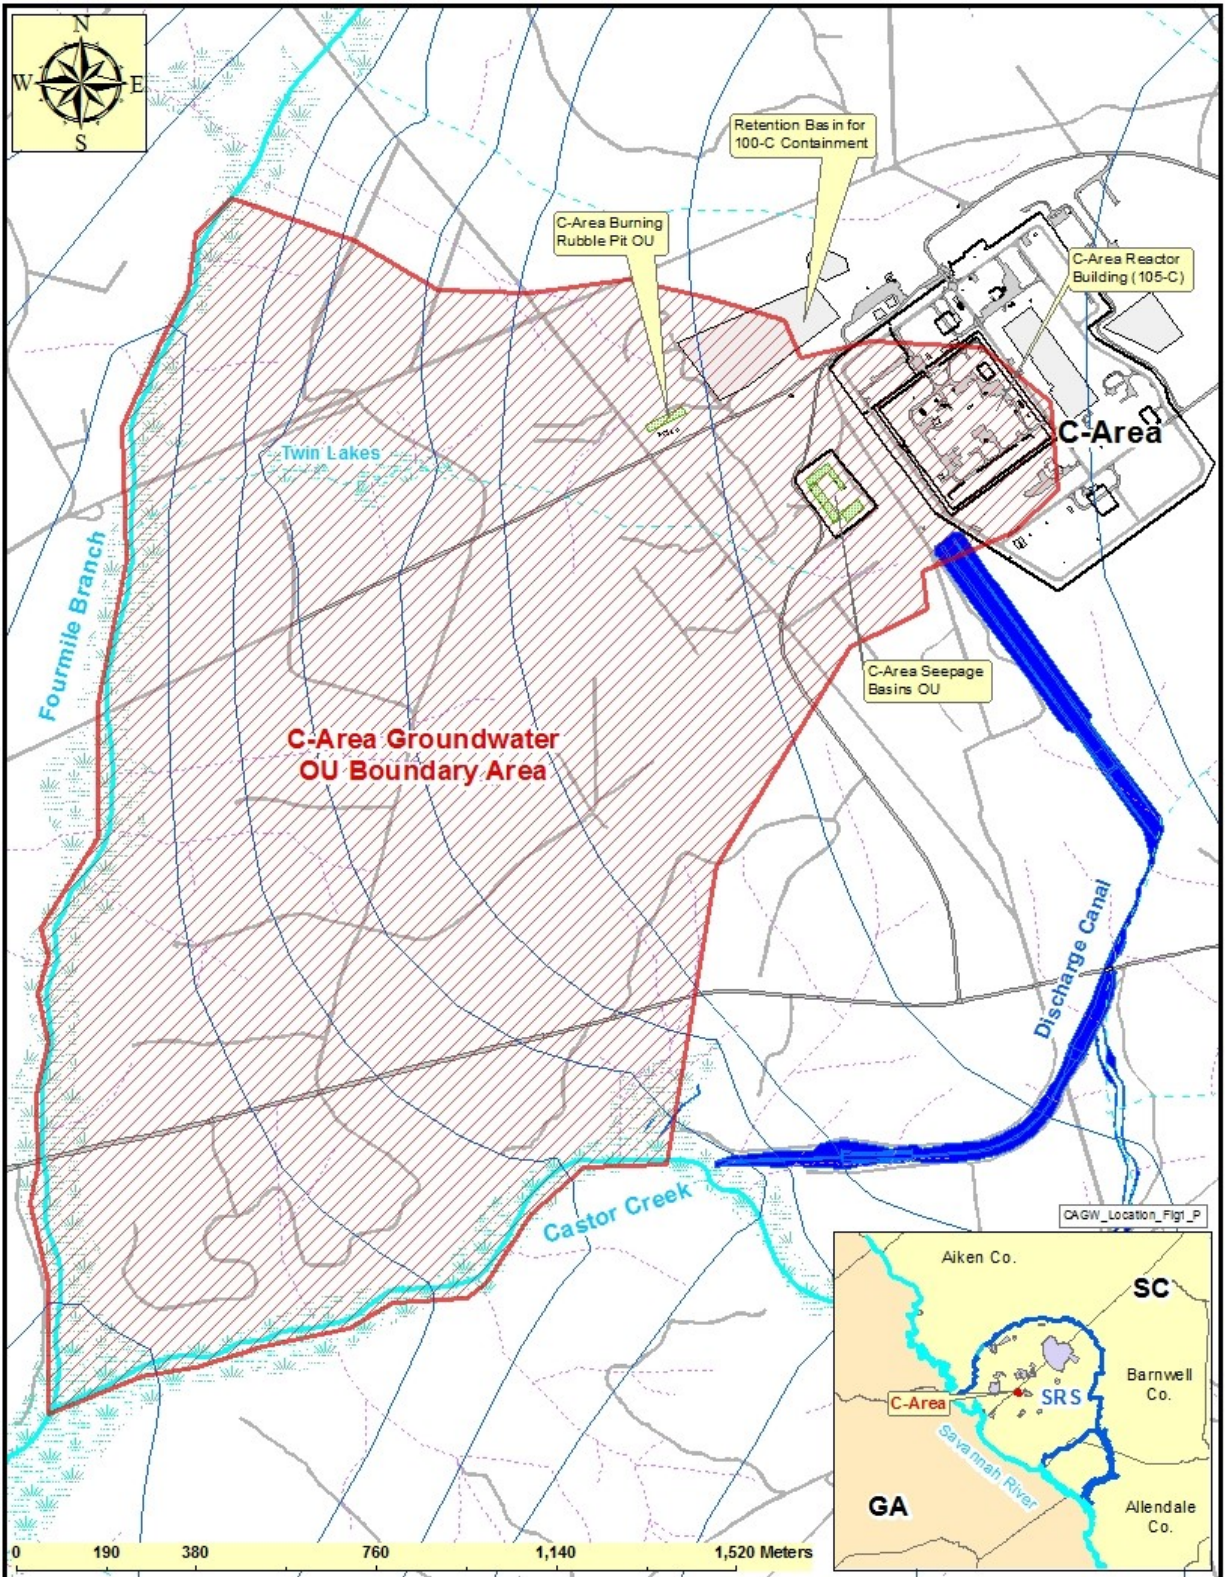 N
W
E
S
Retention Basin for
100-C Containment
C-Area Burning
Rubble Pit OU
C-Area Reactor
Building (105-C)
C-Area
Twin Lakes
Fourmile Branch
C-Area Seepage
Basins OU
C-Area Groundwater
OU Boundary Area
Discharge Canal
Castor Creek
CAGW_Location_Fig1_P
Aiken Co.
SC
Barnwell
Co.
SRS
C-Area
Savannah River
GA
Allendale
Co.
0 190 380 760 1,140 1,520 Meters